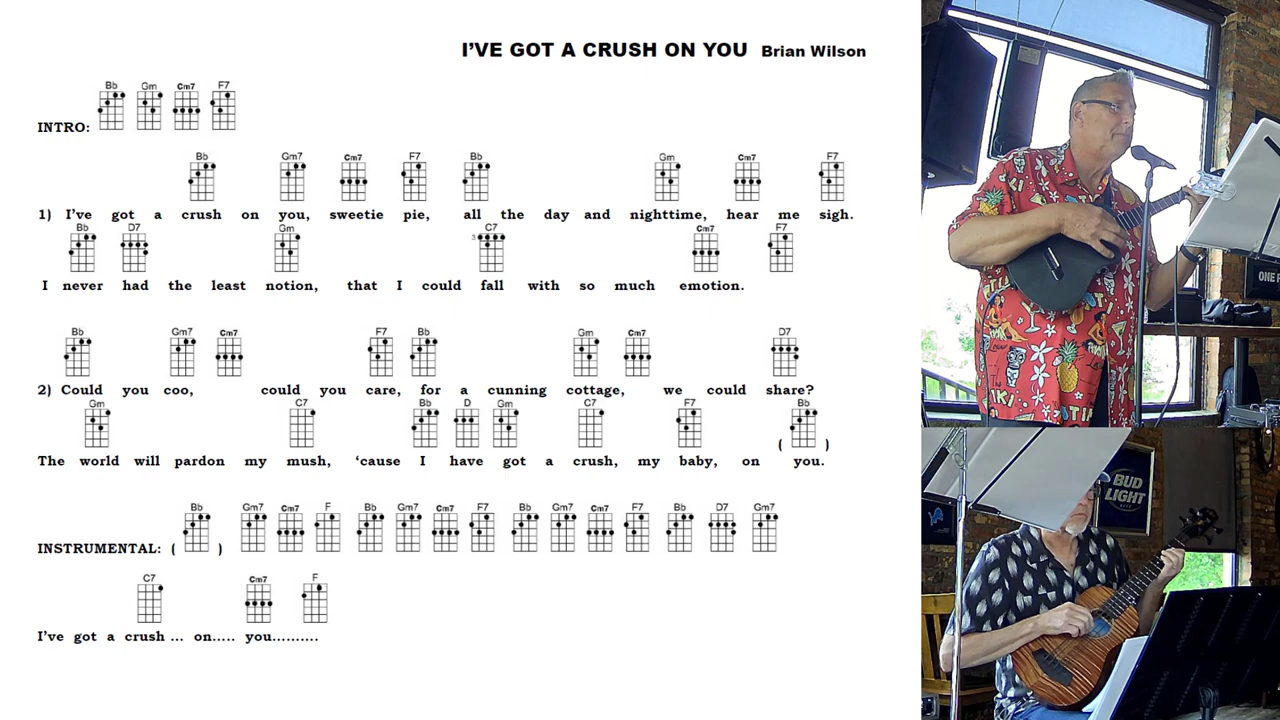 I'VE GOT A CRUSH ON YOU Brian Wilson
Bb Gm Cm7 F7
INTRO:
Bb Gm7 Cm7 F7 Bb Gm Cm7 F7
1) I've got a crush on you, sweetie pie, all the day and nighttime, hear me sigh.
Bb D7 Gm C7 Cm7 F7
3
I never had the least notion, that I could fall with so much emotion.
Bb Gm7 Cm7 F7 Bb Gm Cm7 D7
2) Could you coo, could you care, for a cunning cottage, we could share?
Gm C7 Bb D Gm C7 F7 Bb
( )
The world will pardon my mush, 'cause I have got a crush, my baby, on you.
Bb Gm7 Cm7 F Bb Gm7 Cm7 F7 Bb Gm7 Cm7 F7 Bb D7 Gm7
INSTRUMENTAL: ( )
C7 Cm7 F
I've got a crush ... on..... you..........
BUD
LIGHT